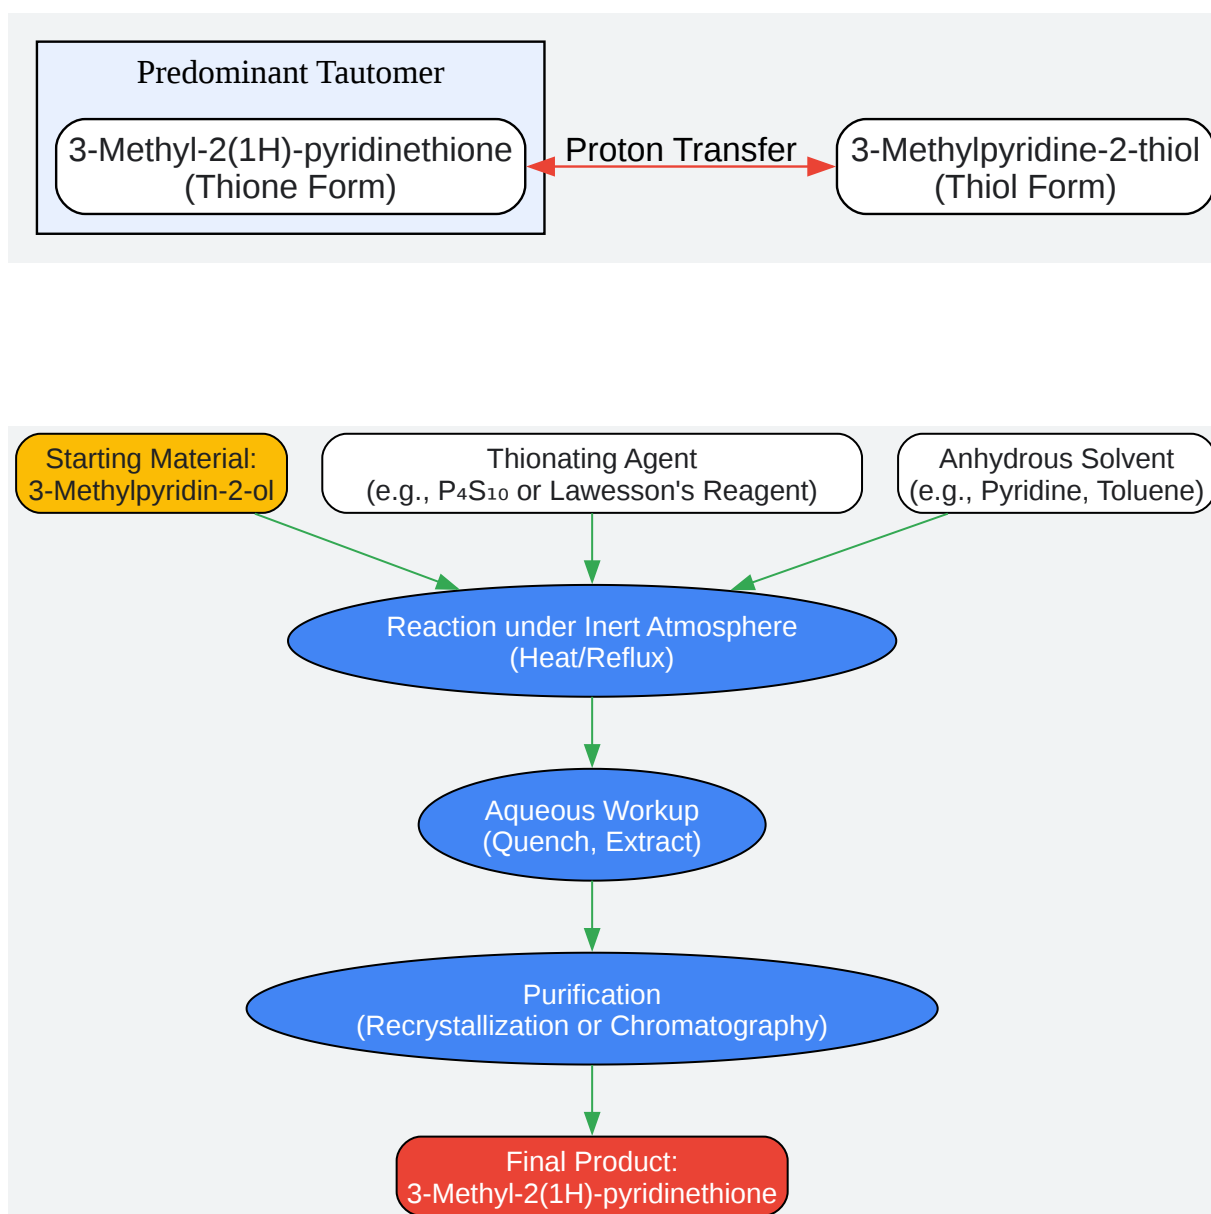 Predominant Tautomer
3-Methyl-2(1H)-pyridinethione
(Thione Form)
Proton Transfer
3-Methylpyridine-2-thiol
(Thiol Form)
Starting Material:
3-Methylpyridin-2-ol
Thionating Agent
(e.g., P₄S₁₀ or Lawesson's Reagent)
Anhydrous Solvent
(e.g., Pyridine, Toluene)
Reaction under Inert Atmosphere
(Heat/Reflux)
Aqueous Workup
(Quench, Extract)
Purification
(Recrystallization or Chromatography)
Final Product:
3-Methyl-2(1H)-pyridinethione